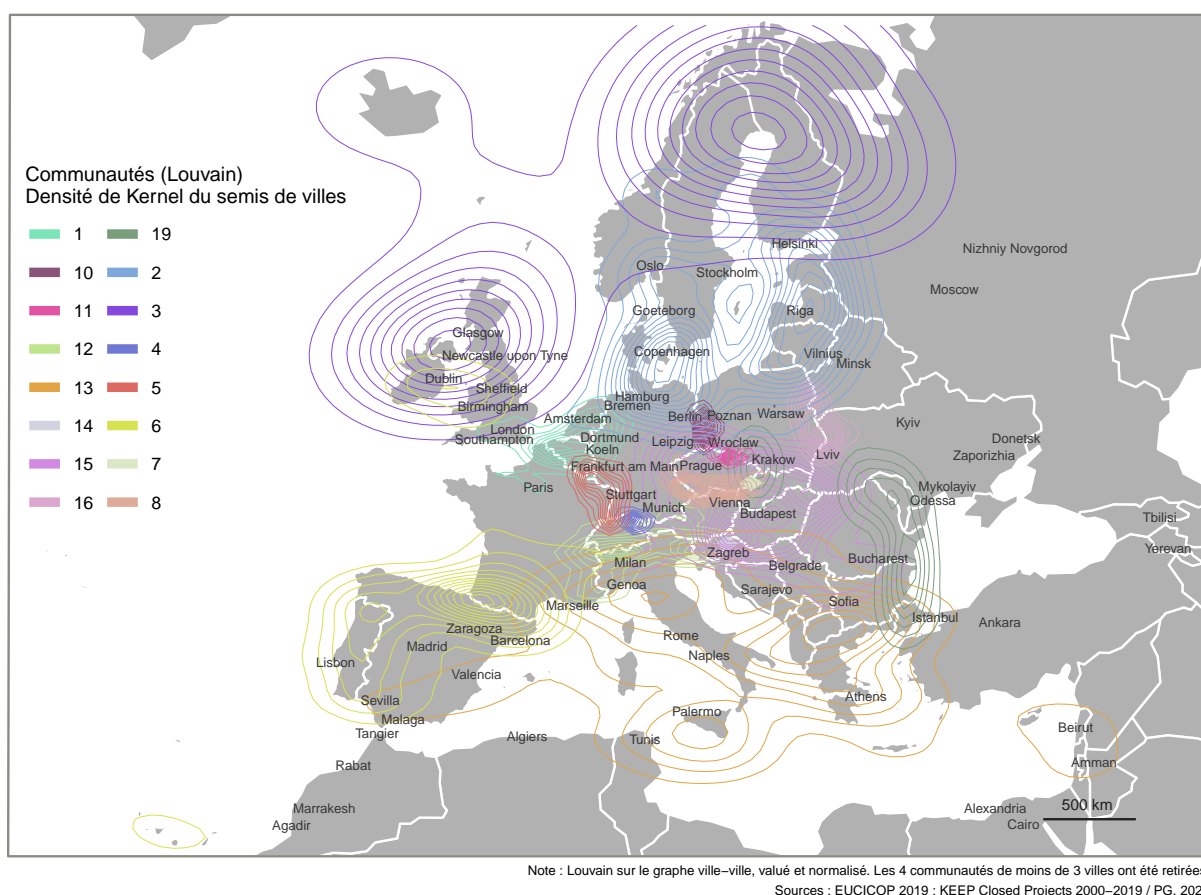 Communautés (Louvain)
Densité de Kernel du semis de villes
1 19
10 2
11 3
12 4
13 5
14 6
15 7
16 8
Nizhniy Novgorod
Helsinki
Oslo
Stockholm
Moscow
Goeteborg
Riga
Glasgow
Copenhagen
Newcastle upon Tyne
Vilnius
Minsk
Dublin
Sheffield
Hamburg
Birmingham
Bremen
Berlin
Poznan
Warsaw
Amsterdam
Kyiv
London
Southampton
Dortmund
Leipzig
Wroclaw
Donetsk
Koeln
Lviv
Zaporizhia
Frankfurt am Main
Prague
Krakow
Paris
Stuttgart
Mykolayiv
Munich
Vienna
Odessa
Budapest
Tbilisi
Zagreb
Yerevan
Milan
Belgrade
Bucharest
Genoa
Sarajevo
Marseille
Sofia
Istanbul
Ankara
Zaragoza
Barcelona
Rome
Madrid
Naples
Lisbon
Valencia
Sevilla
Athens
Malaga
Palermo
Tangier
Algiers
Tunis
Beirut
Rabat
Amman
Marrakesh
Alexandria
500 km
Agadir
Cairo
Note : Louvain sur le graphe ville−ville, valué et normalisé. Les 4 communautés de moins de 3 villes ont été retirée
Sources : EUCICOP 2019 ; KEEP Closed Projects 2000−2019 / PG, 202